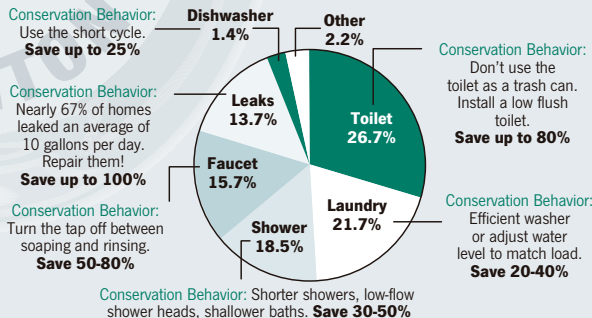 Conservation Behavior:
Use the short cycle.
Save up to 25%
Dishwasher
1.4%
Other
2.2%
Conservation Behavior:
Don't use the
toilet as a trash can.
Install a low flush
toilet.
Save up to 80%
Conservation Behavior:
Nearly 67% of homes
leaked an average of
10 gallons per day.
Repair them!
Save up to 100%
Leaks
13.7%
Toilet
26.7%
Faucet
15.7%
Conservation Behavior:
Turn the tap off between
soaping and rinsing.
Save 50-80%
Shower
18.5%
Laundry
21.7%
Conservation Behavior:
Efficient washer
or adjust water
level to match load.
Save 20-40%
Conservation Behavior: Shorter showers, low-flow
shower heads, shallower baths. Save 30-50%